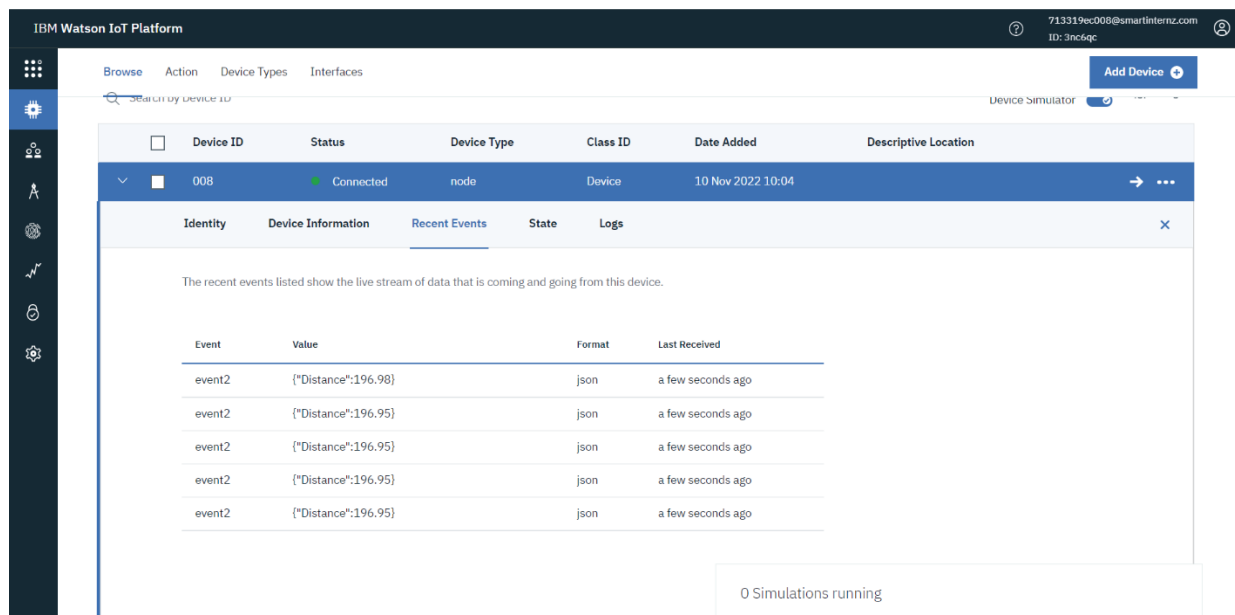 IBM Watson IoT Platform
713319ec008@smartinternz.com
ID: 3nc6qc
Browse Action Device Types Interfaces
Add Device
Search by Device ID
Device Simulator
Device ID Status Device Type Class ID Date Added Descriptive Location
008 Connected node Device 10 Nov 2022 10:04
Identity Device Information Recent Events State Logs
The recent events listed show the live stream of data that is coming and going from this device.
Event Value Format Last Received
event2 {"Distance":196.98} json a few seconds ago
event2 {"Distance":196.95} json a few seconds ago
event2 {"Distance":196.95} json a few seconds ago
event2 {"Distance":196.95} json a few seconds ago
event2 {"Distance":196.95} json a few seconds ago
0 Simulations running